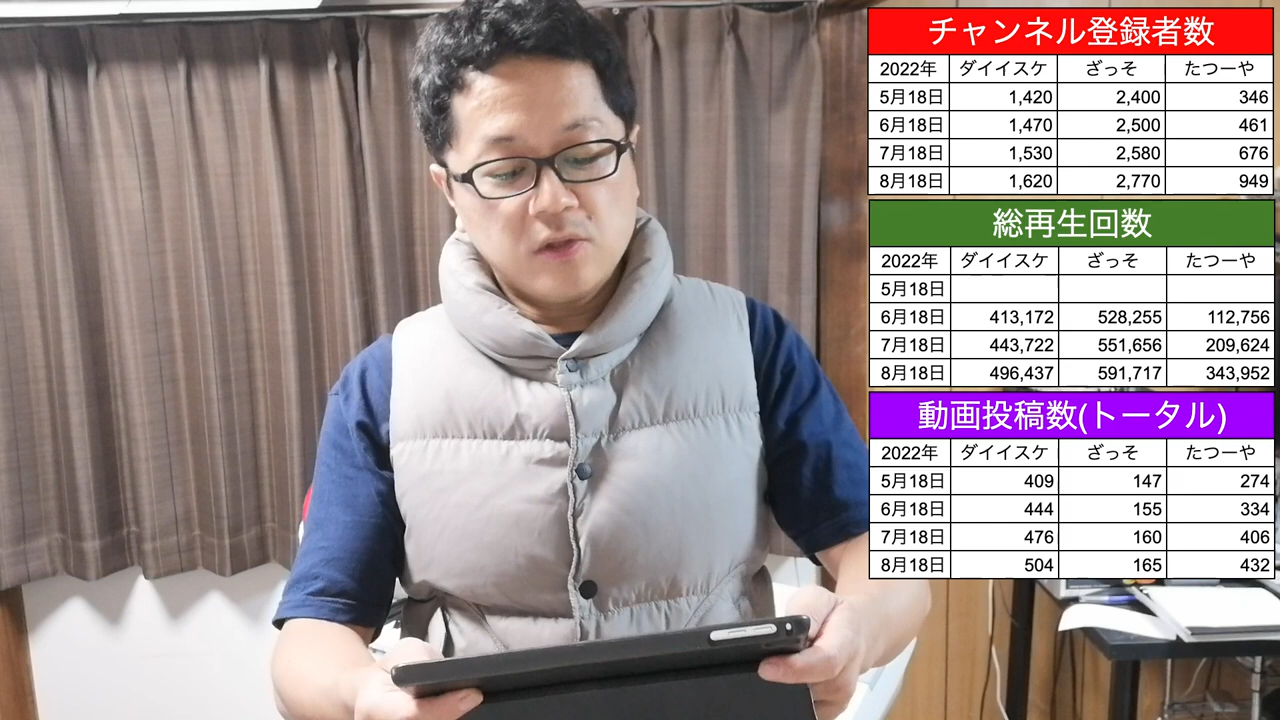 チャンネル登録者数
2022年 ダイイスケ ざっそ たつーや
5月18日 1,420 2,400 346
6月18日 1,470 2,500 461
7月18日 1,530 2,580 676
8月18日 1,620 2,770 949
総再生回数
2022年 ダイイスケ ざっそ たつーや
5月18日
6月18日 413,172 528,255 112,756
7月18日 443,722 551,656 209,624
8月18日 496,437 591,717 343,952
動画投稿数(トータル)
2022年 ダイイスケ ざっそ たつーや
5月18日 409 147 274
6月18日 444 155 334
7月18日 476 160 406
8月18日 504 165 432